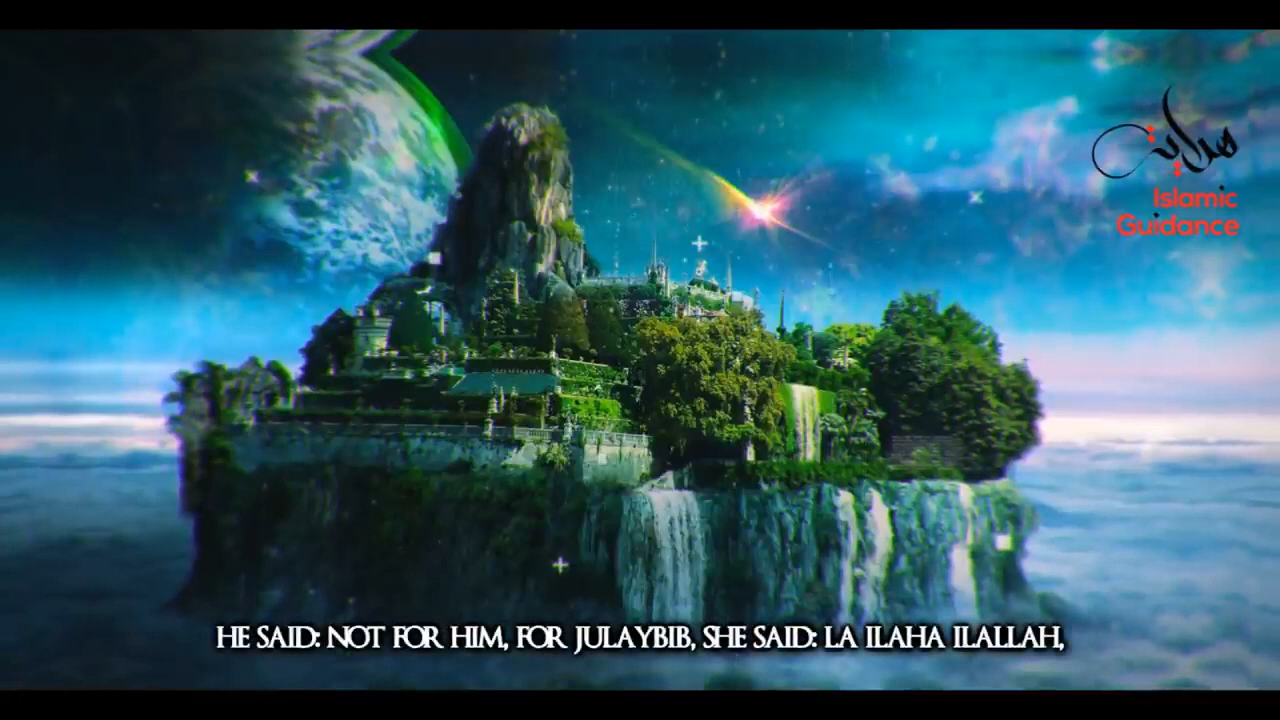 هداية
Islamic
Guidance
HE SAID: NOT FOR HIM, FOR JULAYBIB, SHE SAID: LA ILAHA ILALLAH,